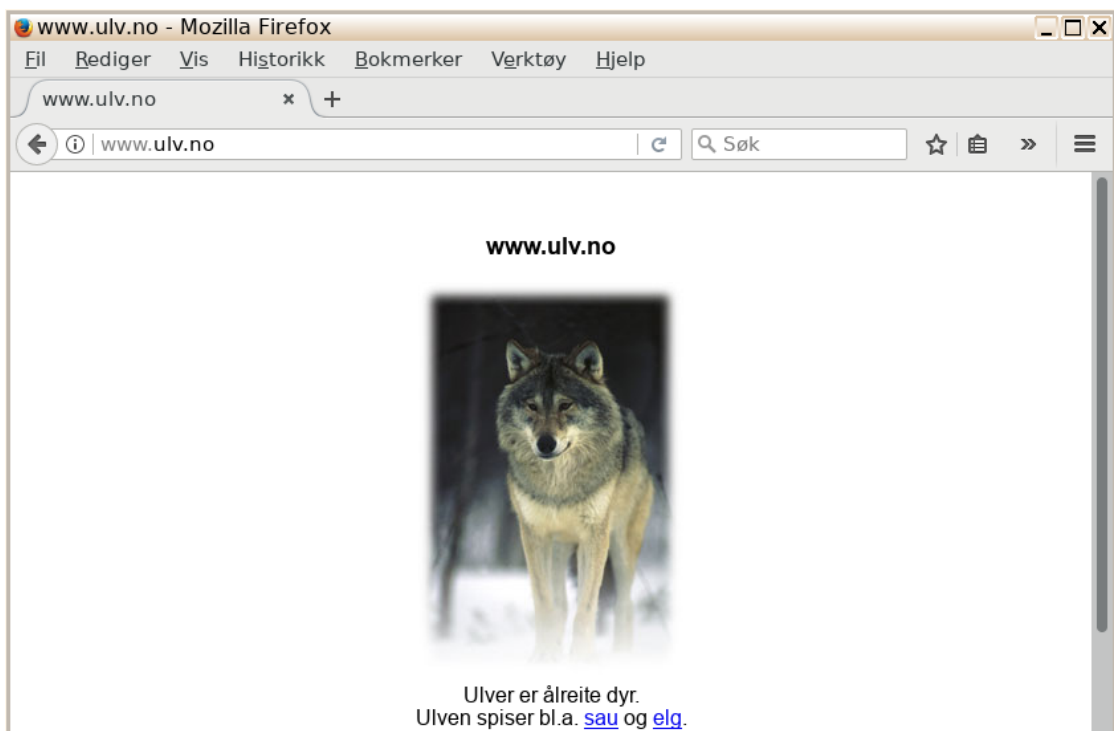 www.ulv.no - Mozilla Firefox
Fil Rediger Vis Historikk Bokmerker Verktøy Hjelp
www.ulv.no
www.ulv.no Søk
www.ulv.no
Ulver er ålreite dyr.
Ulven spiser bl.a. sau og elg.